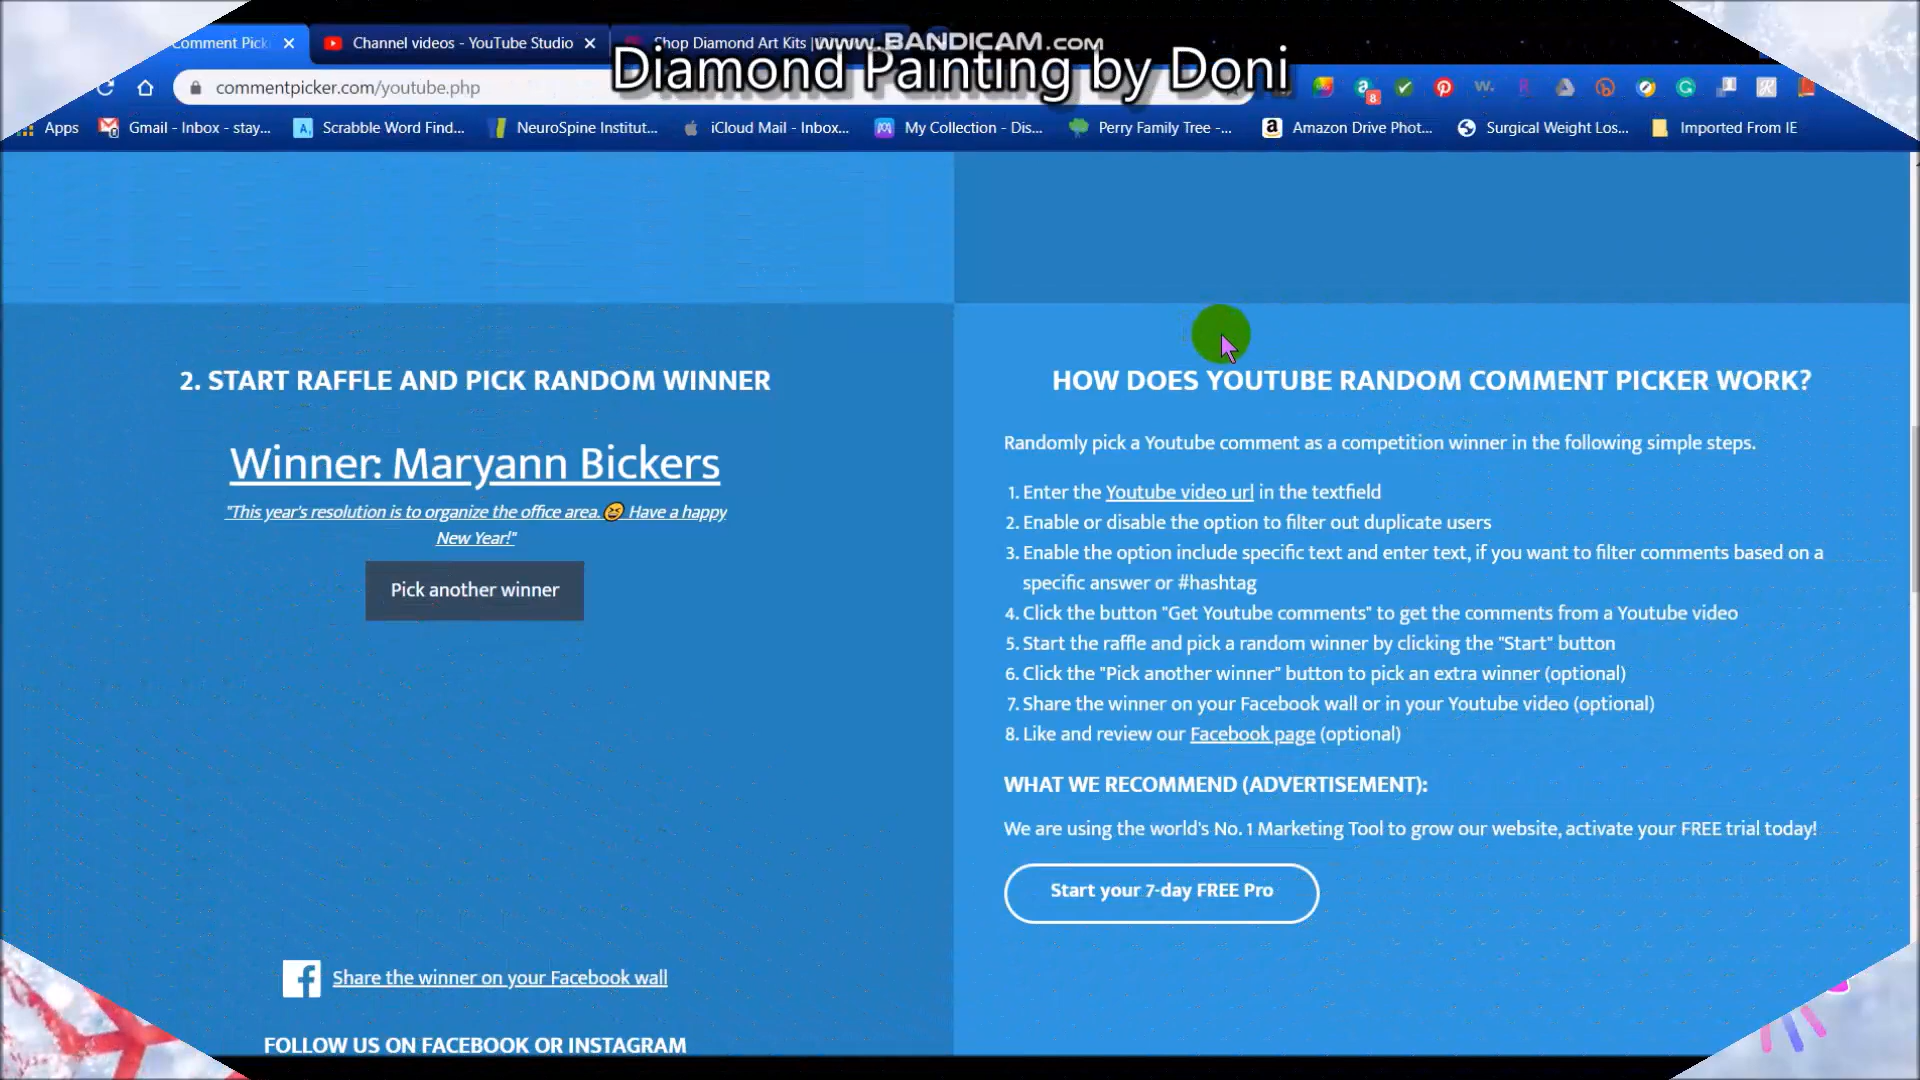 Comment Pick
Channel videos - YouTube Studio
Shop Diamond Art Kits |
www.BANDICAM.com
Diamond Painting by Doni
commentpicker.com/youtube.php
8
Apps
Gmail - Inbox - stay...
Scrabble Word Find...
NeuroSpine Institut...
iCloud Mail - Inbox...
My Collection - Dis...
Perry Family Tree -...
Amazon Drive Phot...
Surgical Weight Los...
Imported From IE
2. START RAFFLE AND PICK RANDOM WINNER
Winner: Maryann Bickers
"This year's resolution is to organize the office area.😆 Have a happy
New Year!"
Pick another winner
Share the winner on your Facebook wall
FOLLOW US ON FACEBOOK OR INSTAGRAM
HOW DOES YOUTUBE RANDOM COMMENT PICKER WORK?
Randomly pick a Youtube comment as a competition winner in the following simple steps.
1. Enter the Youtube video url in the textfield
2. Enable or disable the option to filter out duplicate users
3. Enable the option include specific text and enter text, if you want to filter comments based on a
specific answer or #hashtag
4. Click the button "Get Youtube comments" to get the comments from a Youtube video
5. Start the raffle and pick a random winner by clicking the "Start" button
6. Click the "Pick another winner" button to pick an extra winner (optional)
7. Share the winner on your Facebook wall or in your Youtube video (optional)
8. Like and review our Facebook page (optional)
WHAT WE RECOMMEND (ADVERTISEMENT):
We are using the world's No. 1 Marketing Tool to grow our website, activate your FREE trial today!
Start your 7-day FREE Pro